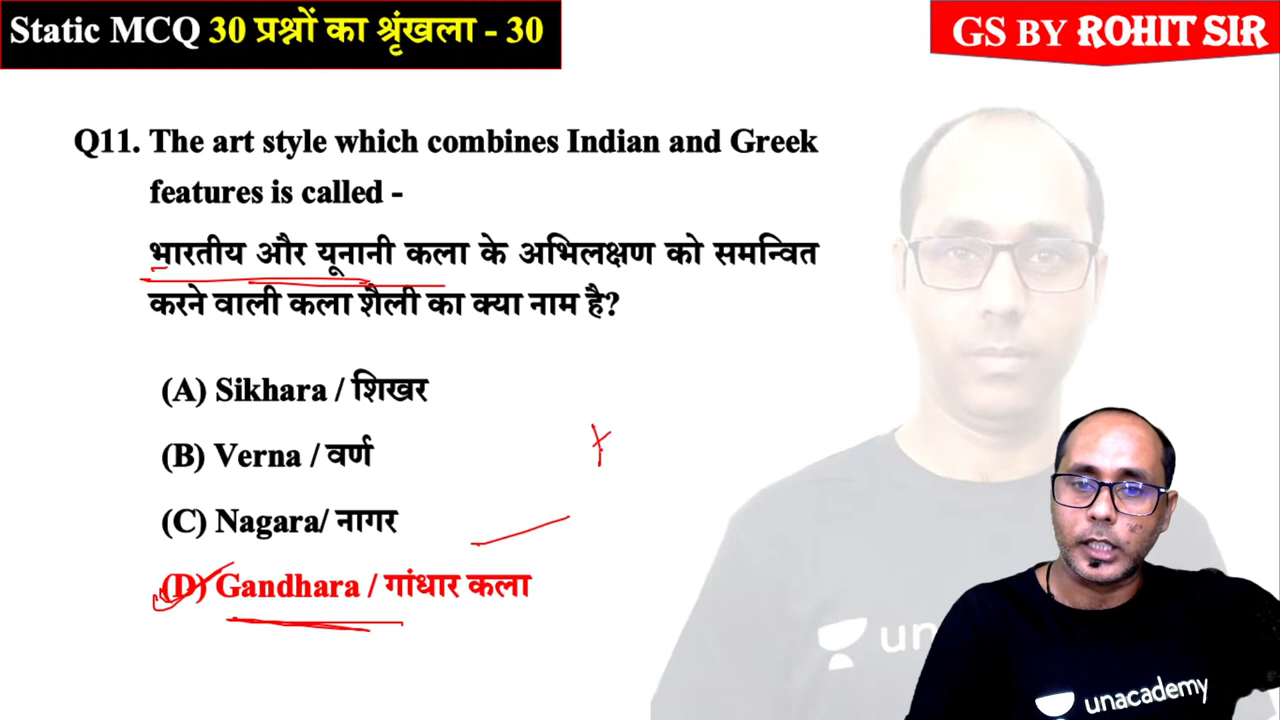 Static MCQ 30 प्रश्नों का श्रृंखला - 30
GS BY ROHIT SIR
Q11. The art style which combines Indian and Greek
features is called -
भारतीय और यूनानी कला के अभिलक्षण को समन्वित
करने वाली कला शैली का क्या नाम है?
(A) Sikhara / शिखर
(B) Verna / वर्ण
(C) Nagara/ नागर
(D) Gandhara / गांधार कला
un
unacademy